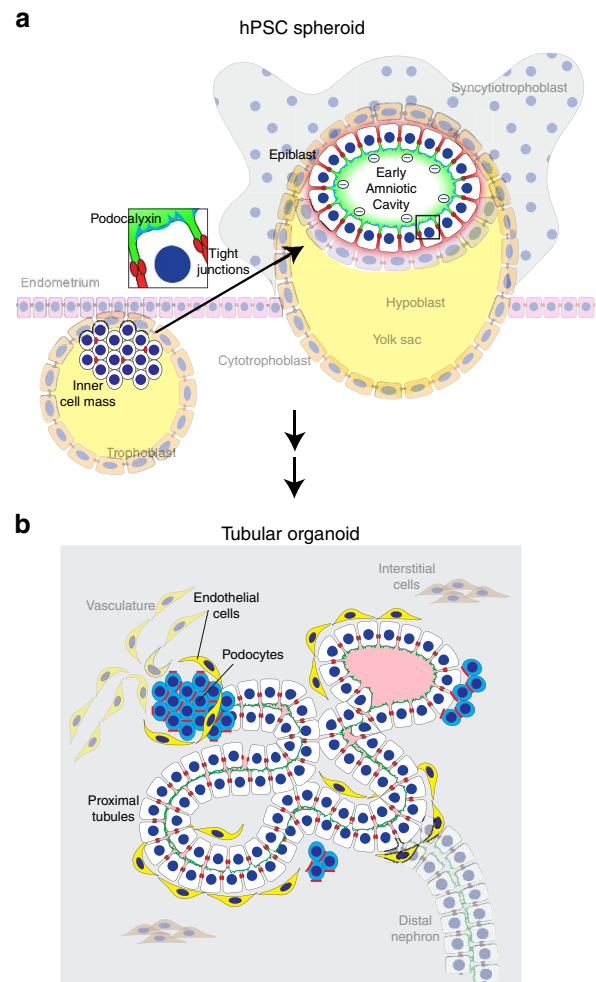 a
hPSC spheroid
Syncytiotrophoblast
Epiblast
Early
Amniotic
Cavity
Podocalyxin
Tight
junctions
Endometrium
Hypoblast
Yolk sac
Cytotrophoblast
Inner
cell mass
Trophoblast
b
Tubular organoid
Interstitial
cells
Vasculature
Endothelial
cells
Podocytes
Proximal
tubules
Distal
nephron